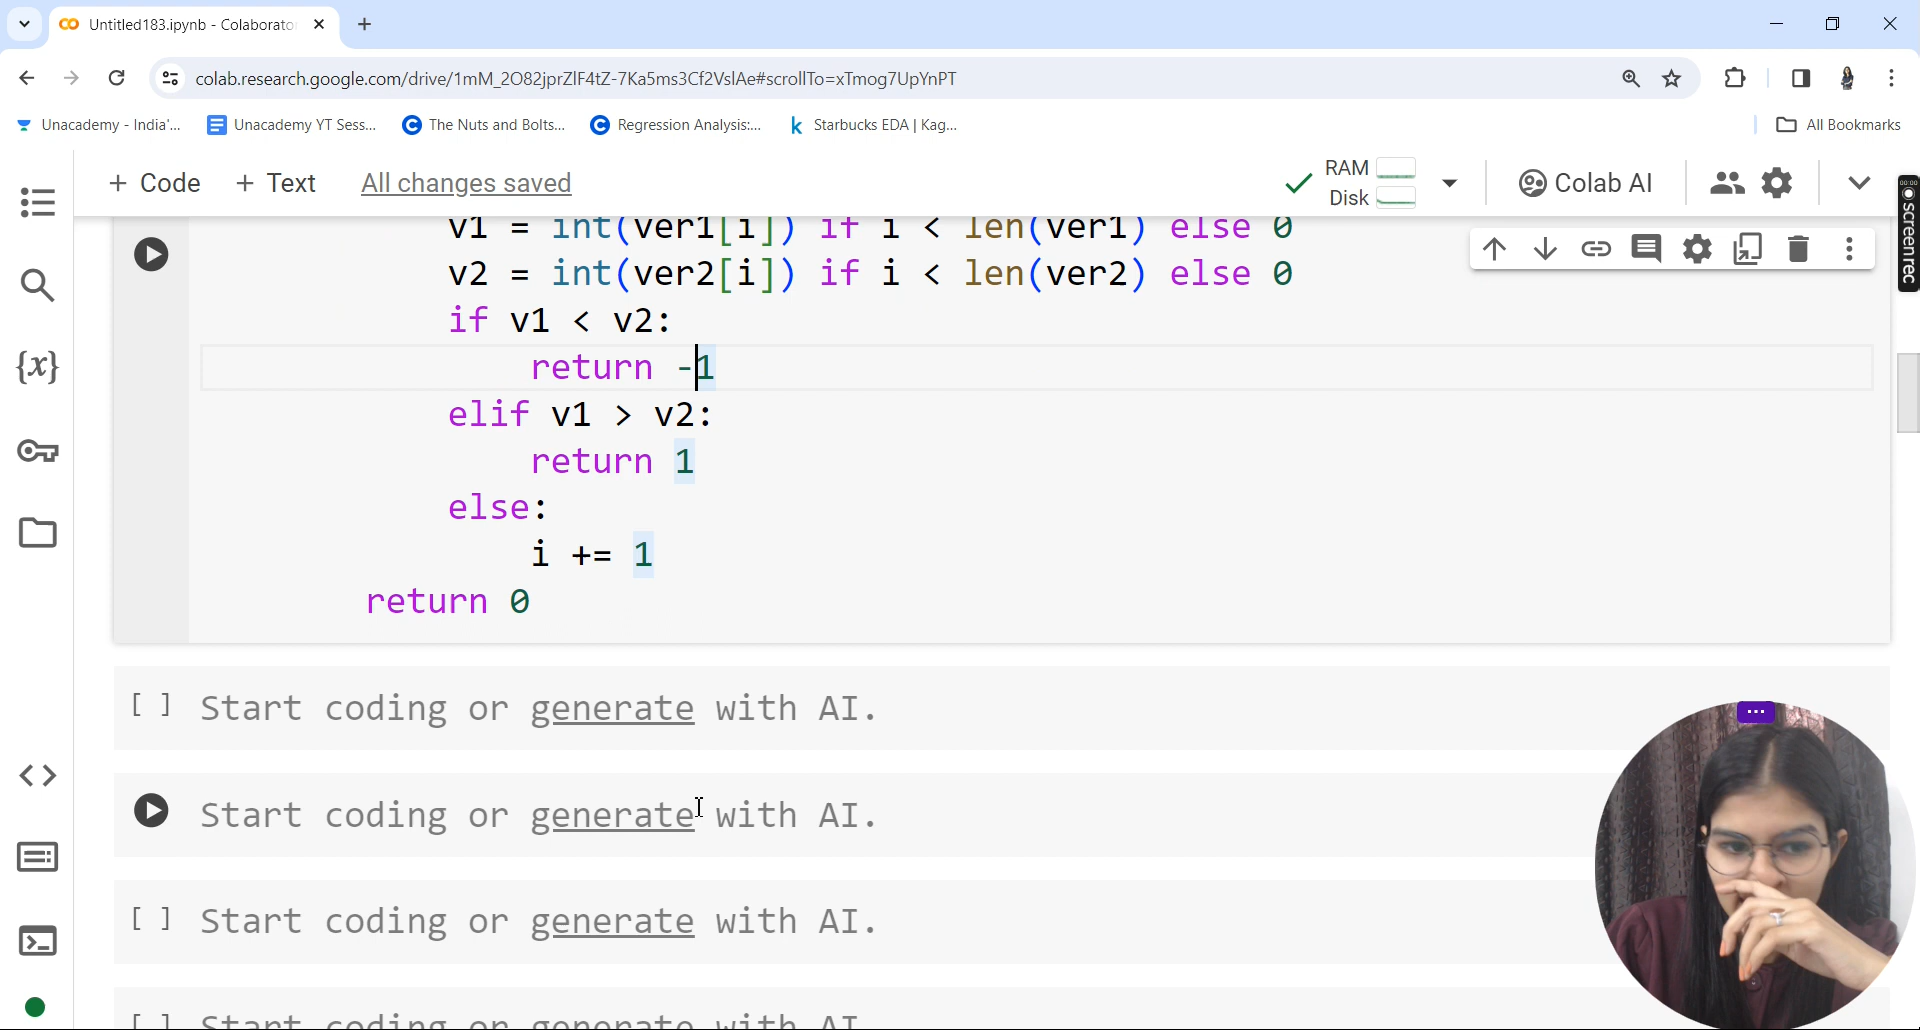 Untitled183.ipynb - Colaborato
colab.research.google.com/drive/1mM_2O82jprZlF4tZ-7Ka5ms3Cf2VslAe#scrollTo=xTmog7UpYnPT
Unacademy - India'... Unacademy YT Sess... The Nuts and Bolts... Regression Analysis:... Starbucks EDA | Kag... All Bookmarks
+ Code + Text All changes saved RAM Disk Colab AI
00:00
screenrec
{x}
v1 = int(ver1[i]) if i < len(ver1) else 0
v2 = int(ver2[i]) if i < len(ver2) else 0
if v1 < v2:
return -1
elif v1 > v2:
return 1
else:
i += 1
return 0
[ ] Start coding or generate with AI.
Start coding or generate with AI.
[ ] Start coding or generate with AI.
[ ] Start coding or generate with AI.